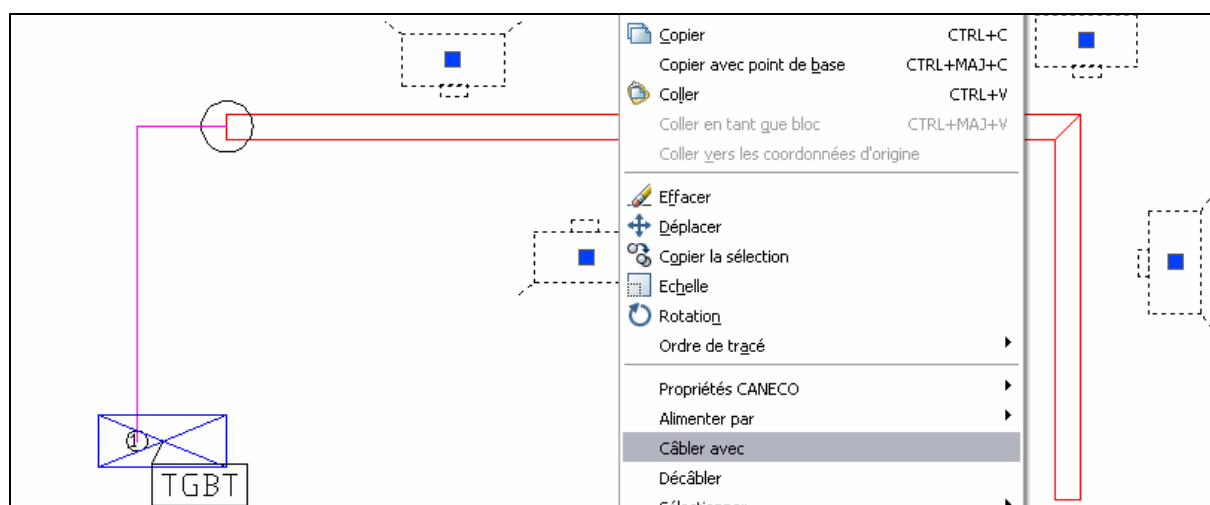 Copier CTRL+C
Copier avec point de base CTRL+MAJ+C
Coller CTRL+V
Coller en tant que bloc CTRL+MAJ+V
Coller vers les coordonnées d'origine
Effacer
Déplacer
Copier la sélection
Echelle
Rotation
Ordre de tracé
Propriétés CANECO
Alimenter par
Câbler avec
Décâbler
Sélectionner
1
TGBT